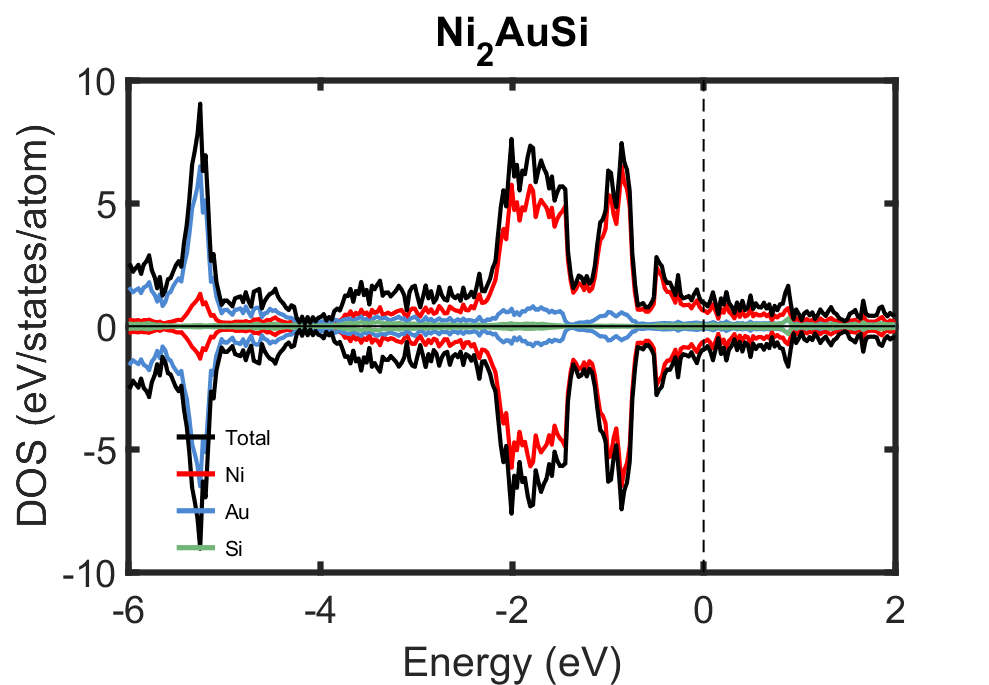 Ni2AuSi
10
5
0
-5
-10
DOS (eV/states/atom)
Total
Ni
Au
Si
-6 -4 -2 0 2
Energy (eV)